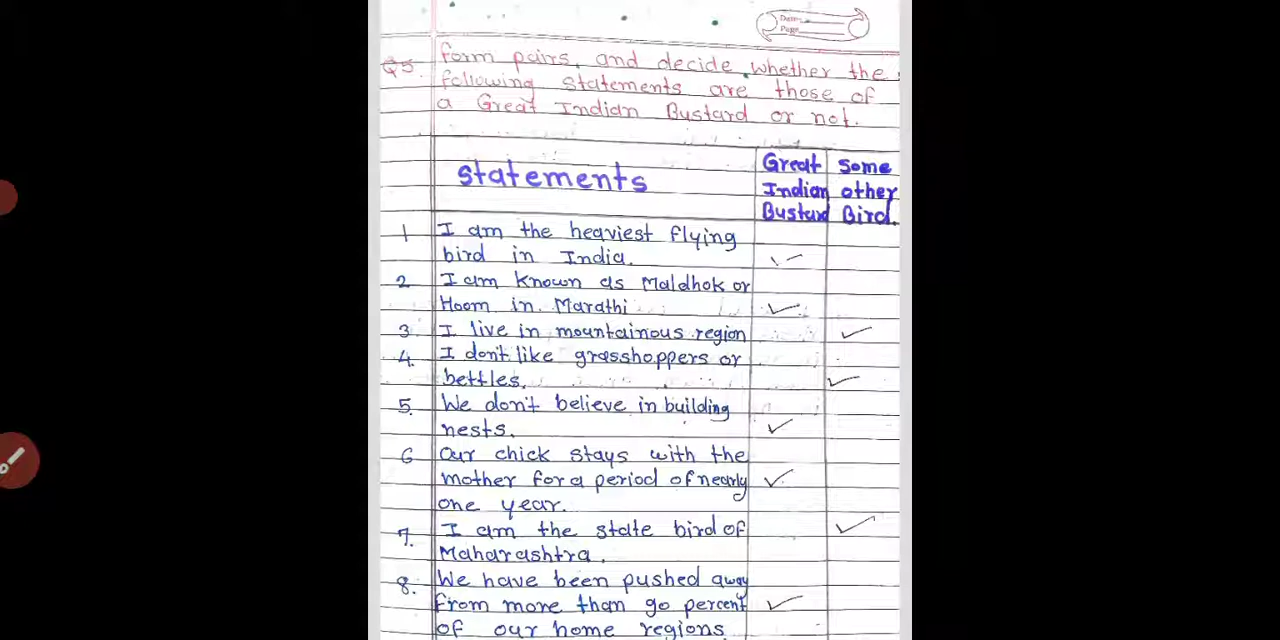 Date
Page
Q5. form pairs, and decide, whether the
following statements are those of
a Great Indian Bustard or not.
Statements
Great Indian Bustard
Some other Bird.
1 I am the heaviest flying
bird in India.
2 I am known as Maldhok or
Hoom in Marathi
3. I live in mountainous region
4. I don't like grasshoppers or
bettles.
5. We don't believe in building
nests.
6 Our chick stays with the
mother for a period of nearly
one year.
7. I am the state bird of
Maharashtra.
8. We have been pushed away
from more than 90 percent
of our home regions